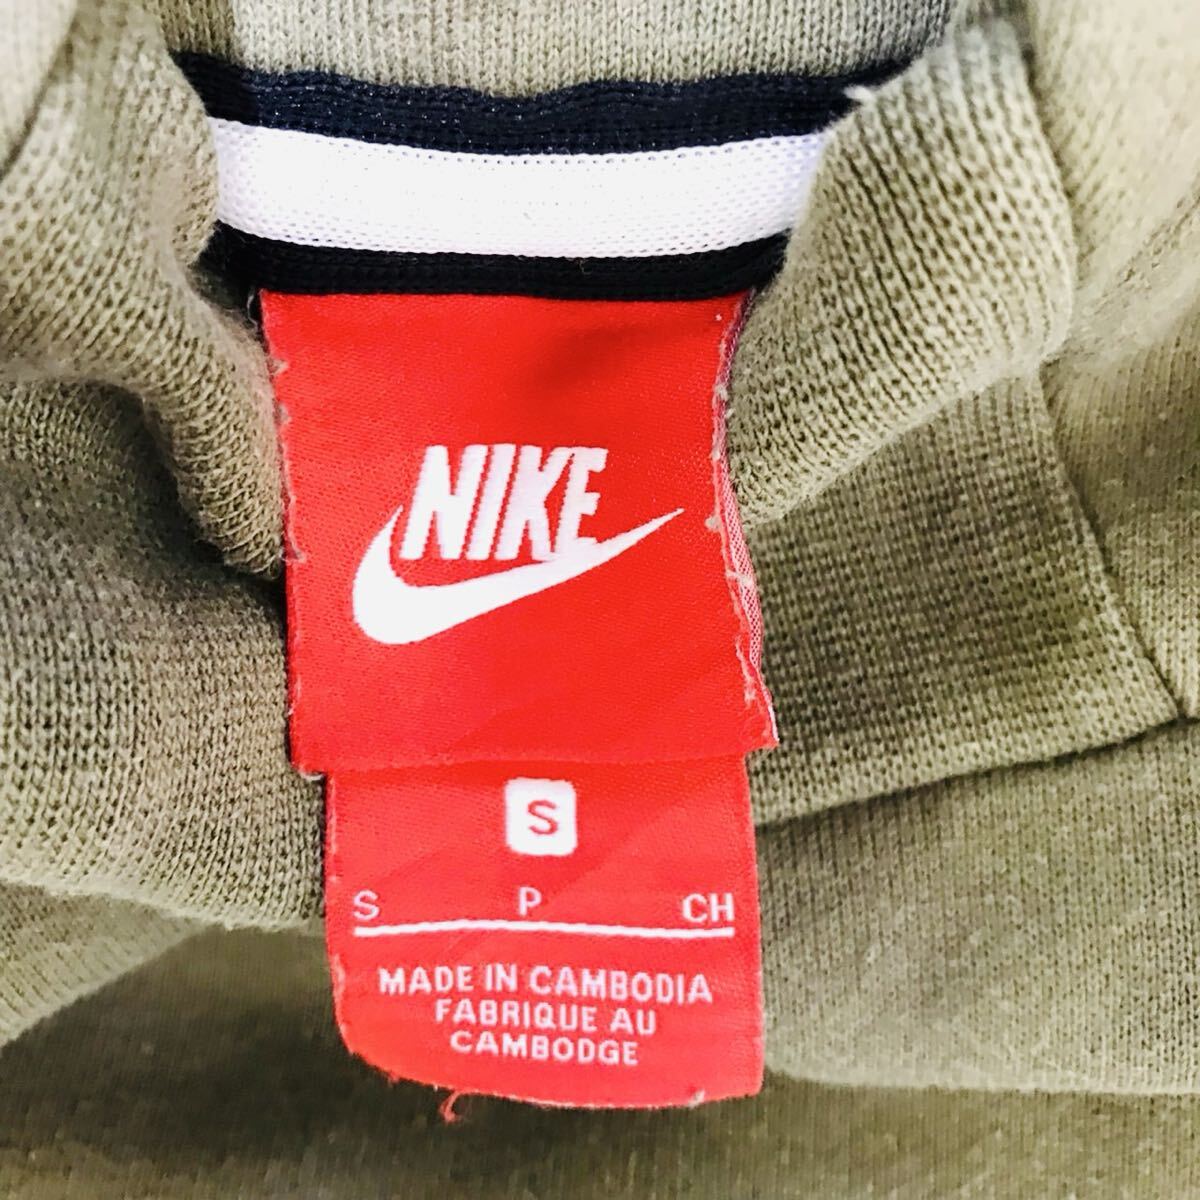 NIKE
S
S P CH
MADE IN CAMBODIA
FABRIQUE AU
CAMBODGE